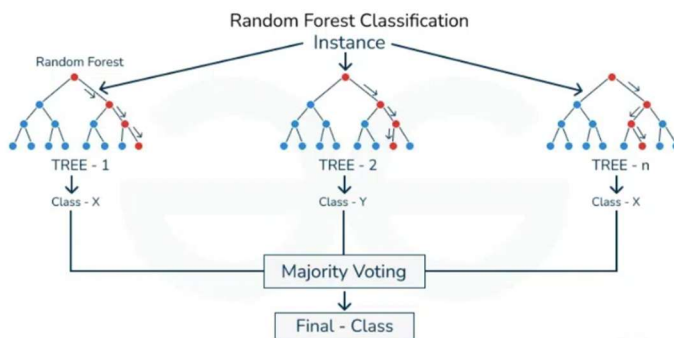 Random Forest Classification
Instance
Random Forest
TREE - 1
TREE - 2
TREE - n
Class - X
Class - Y
Class - X
Majority Voting
Final - Class